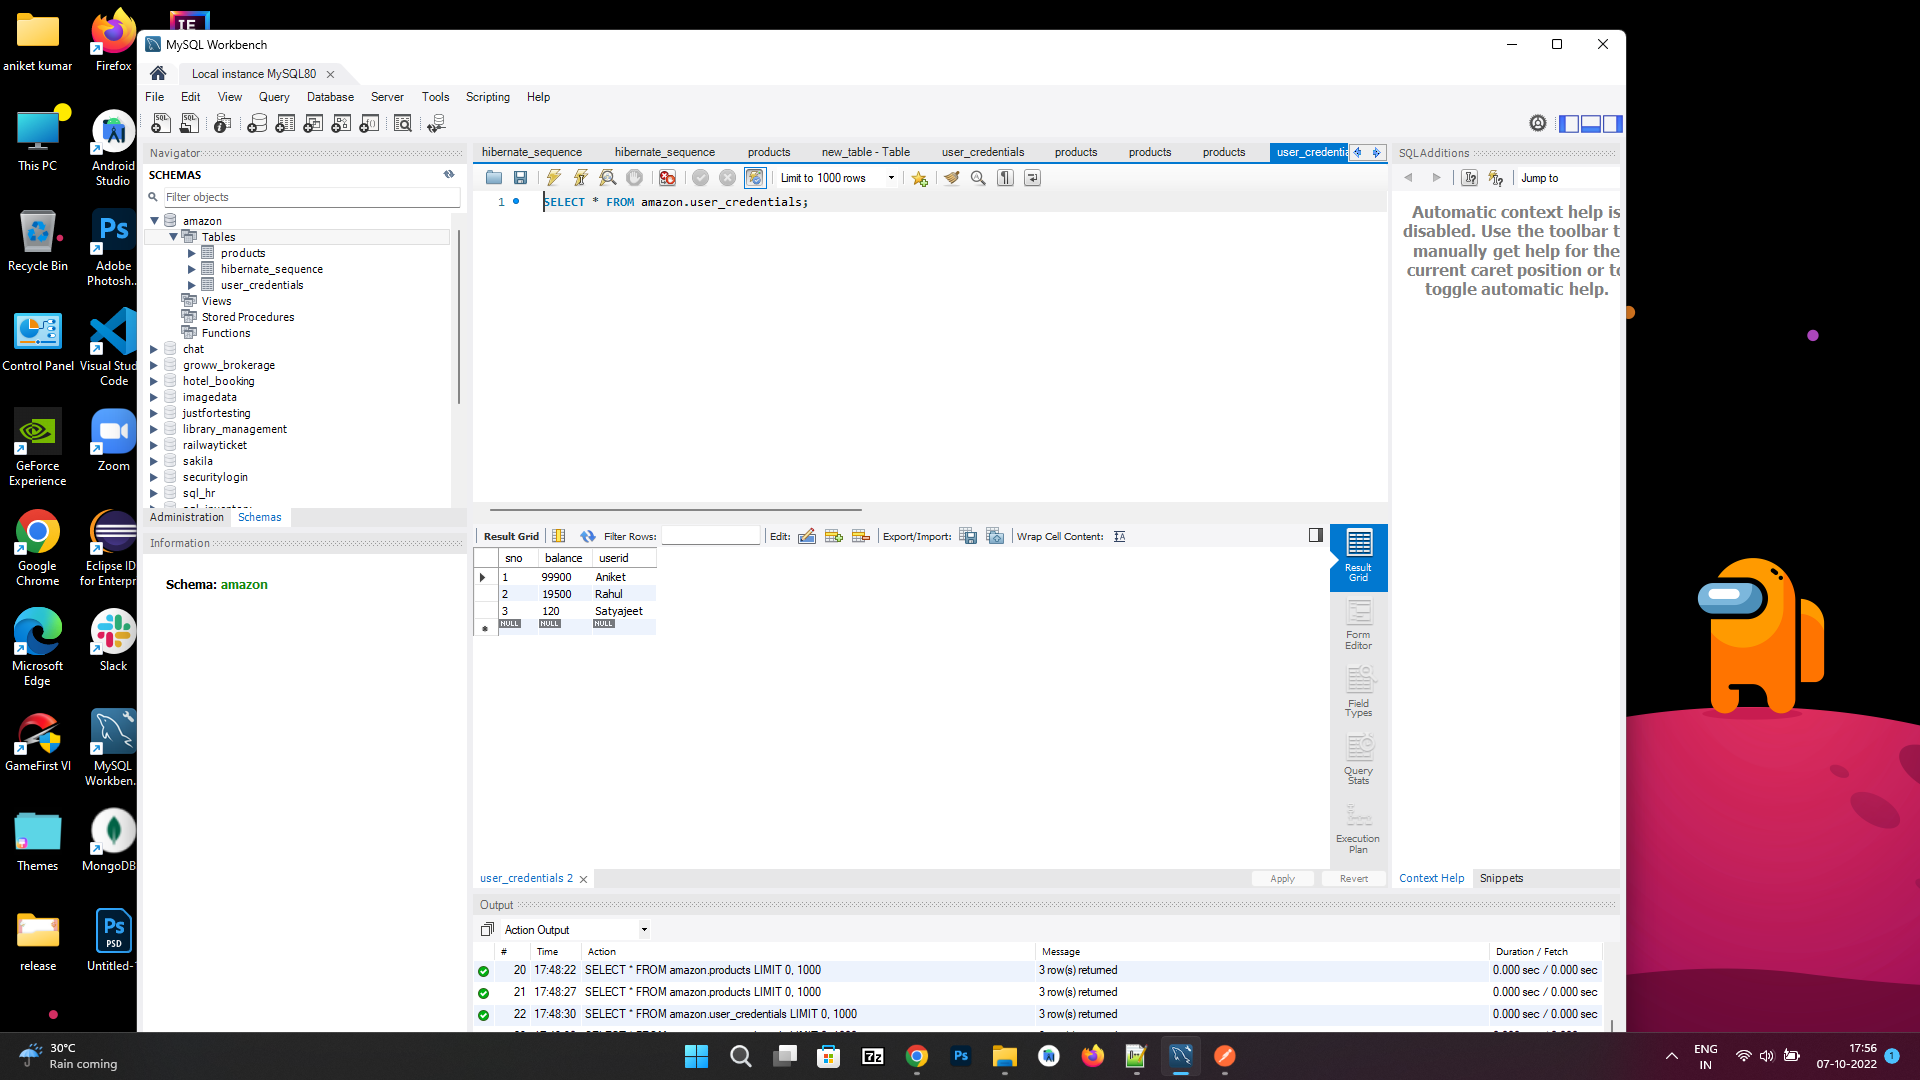 aniket kumar
Firefox
This PC
Android
Studio
Recycle Bin
Adobe
Photosh...
Control Panel
Visual Stud
Code
GeForce
Experience
Zoom
Google
Chrome
Eclipse ID
for Enterpr
Microsoft
Edge
Slack
GameFirst VI
MySQL
Workben...
Themes
MongoDB
release
Untitled-
MySQL Workbench
Local instance MySQL80
File Edit View Query Database Server Tools Scripting Help
Navigator
SCHEMAS
Filter objects
amazon
Tables
products
hibernate_sequence
user_credentials
Views
Stored Procedures
Functions
chat
groww_brokerage
hotel_booking
imagedata
justfortesting
library_management
railwayticket
sakila
securitylogin
sql_hr
Administration Schemas
Information
Schema: amazon
hibernate_sequence hibernate_sequence products new_table - Table user_credentials products products products user_credentia
Limit to 1000 rows
1 SELECT * FROM amazon.user_credentials;
Result Grid Filter Rows: Edit: Export/Import: Wrap Cell Content:
sno balance userid
1 99900 Aniket
2 19500 Rahul
3 120 Satyajeet
NULL NULL NULL
Result
Grid
Form
Editor
Field
Types
Query
Stats
Execution
Plan
user_credentials 2
Apply Revert
SQLAdditions
Jump to
Automatic context help is
disabled. Use the toolbar t
manually get help for the
current caret position or to
toggle automatic help.
Context Help Snippets
Output
Action Output
# Time Action Message Duration / Fetch
20 17:48:22 SELECT * FROM amazon.products LIMIT 0, 1000 3 row(s) returned 0.000 sec / 0.000 sec
21 17:48:27 SELECT * FROM amazon.products LIMIT 0, 1000 3 row(s) returned 0.000 sec / 0.000 sec
22 17:48:30 SELECT * FROM amazon.user_credentials LIMIT 0, 1000 3 row(s) returned 0.000 sec / 0.000 sec
30°C
Rain coming
ENG
IN
17:56
07-10-2022
1